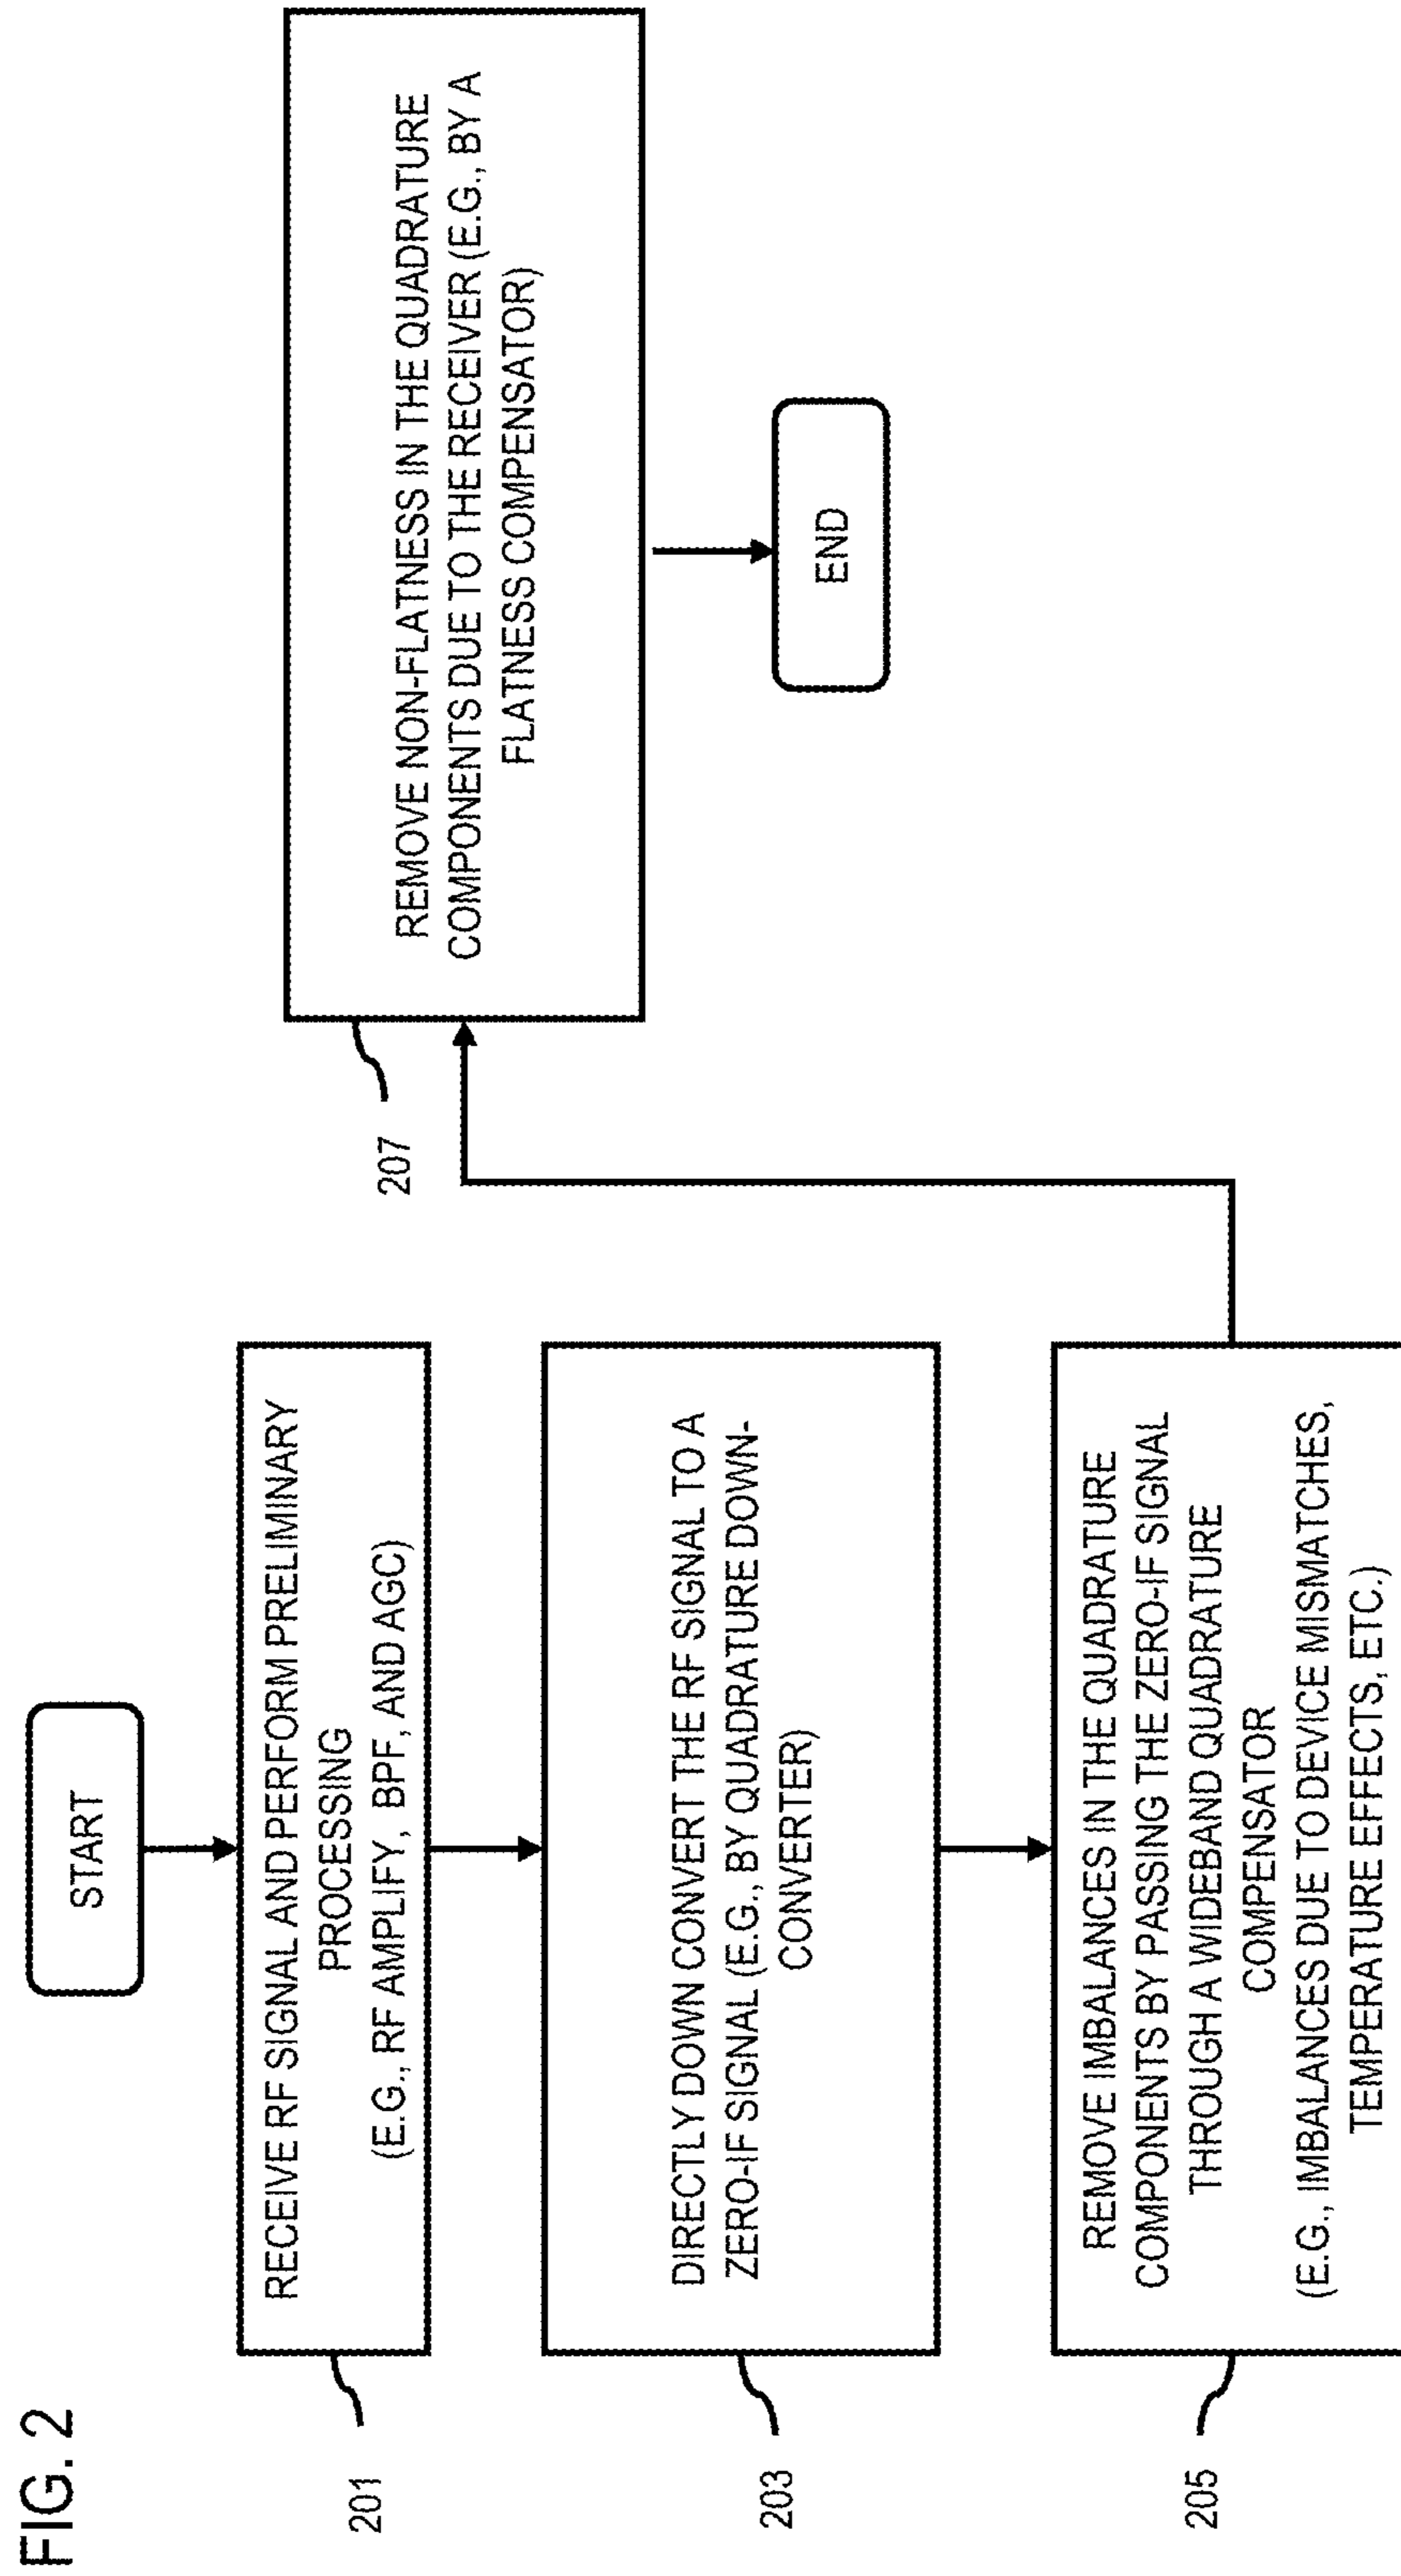 FIG. 2
START
201
RECEIVE RF SIGNAL AND PERFORM PRELIMINARY
PROCESSING
(E.G., RF AMPLIFY, BPF, AND AGC)
203
DIRECTLY DOWN CONVERT THE RF SIGNAL TO A
ZERO-IF SIGNAL (E.G., BY QUADRATURE DOWN-
CONVERTER)
205
REMOVE IMBALANCES IN THE QUADRATURE
COMPONENTS BY PASSING THE ZERO-IF SIGNAL
THROUGH A WIDEBAND QUADRATURE
COMPENSATOR
(E.G., IMBALANCES DUE TO DEVICE MISMATCHES,
TEMPERATURE EFFECTS, ETC.)
207
REMOVE NON-FLATNESS IN THE QUADRATURE
COMPONENTS DUE TO THE RECEIVER (E.G., BY A
FLATNESS COMPENSATOR)
END